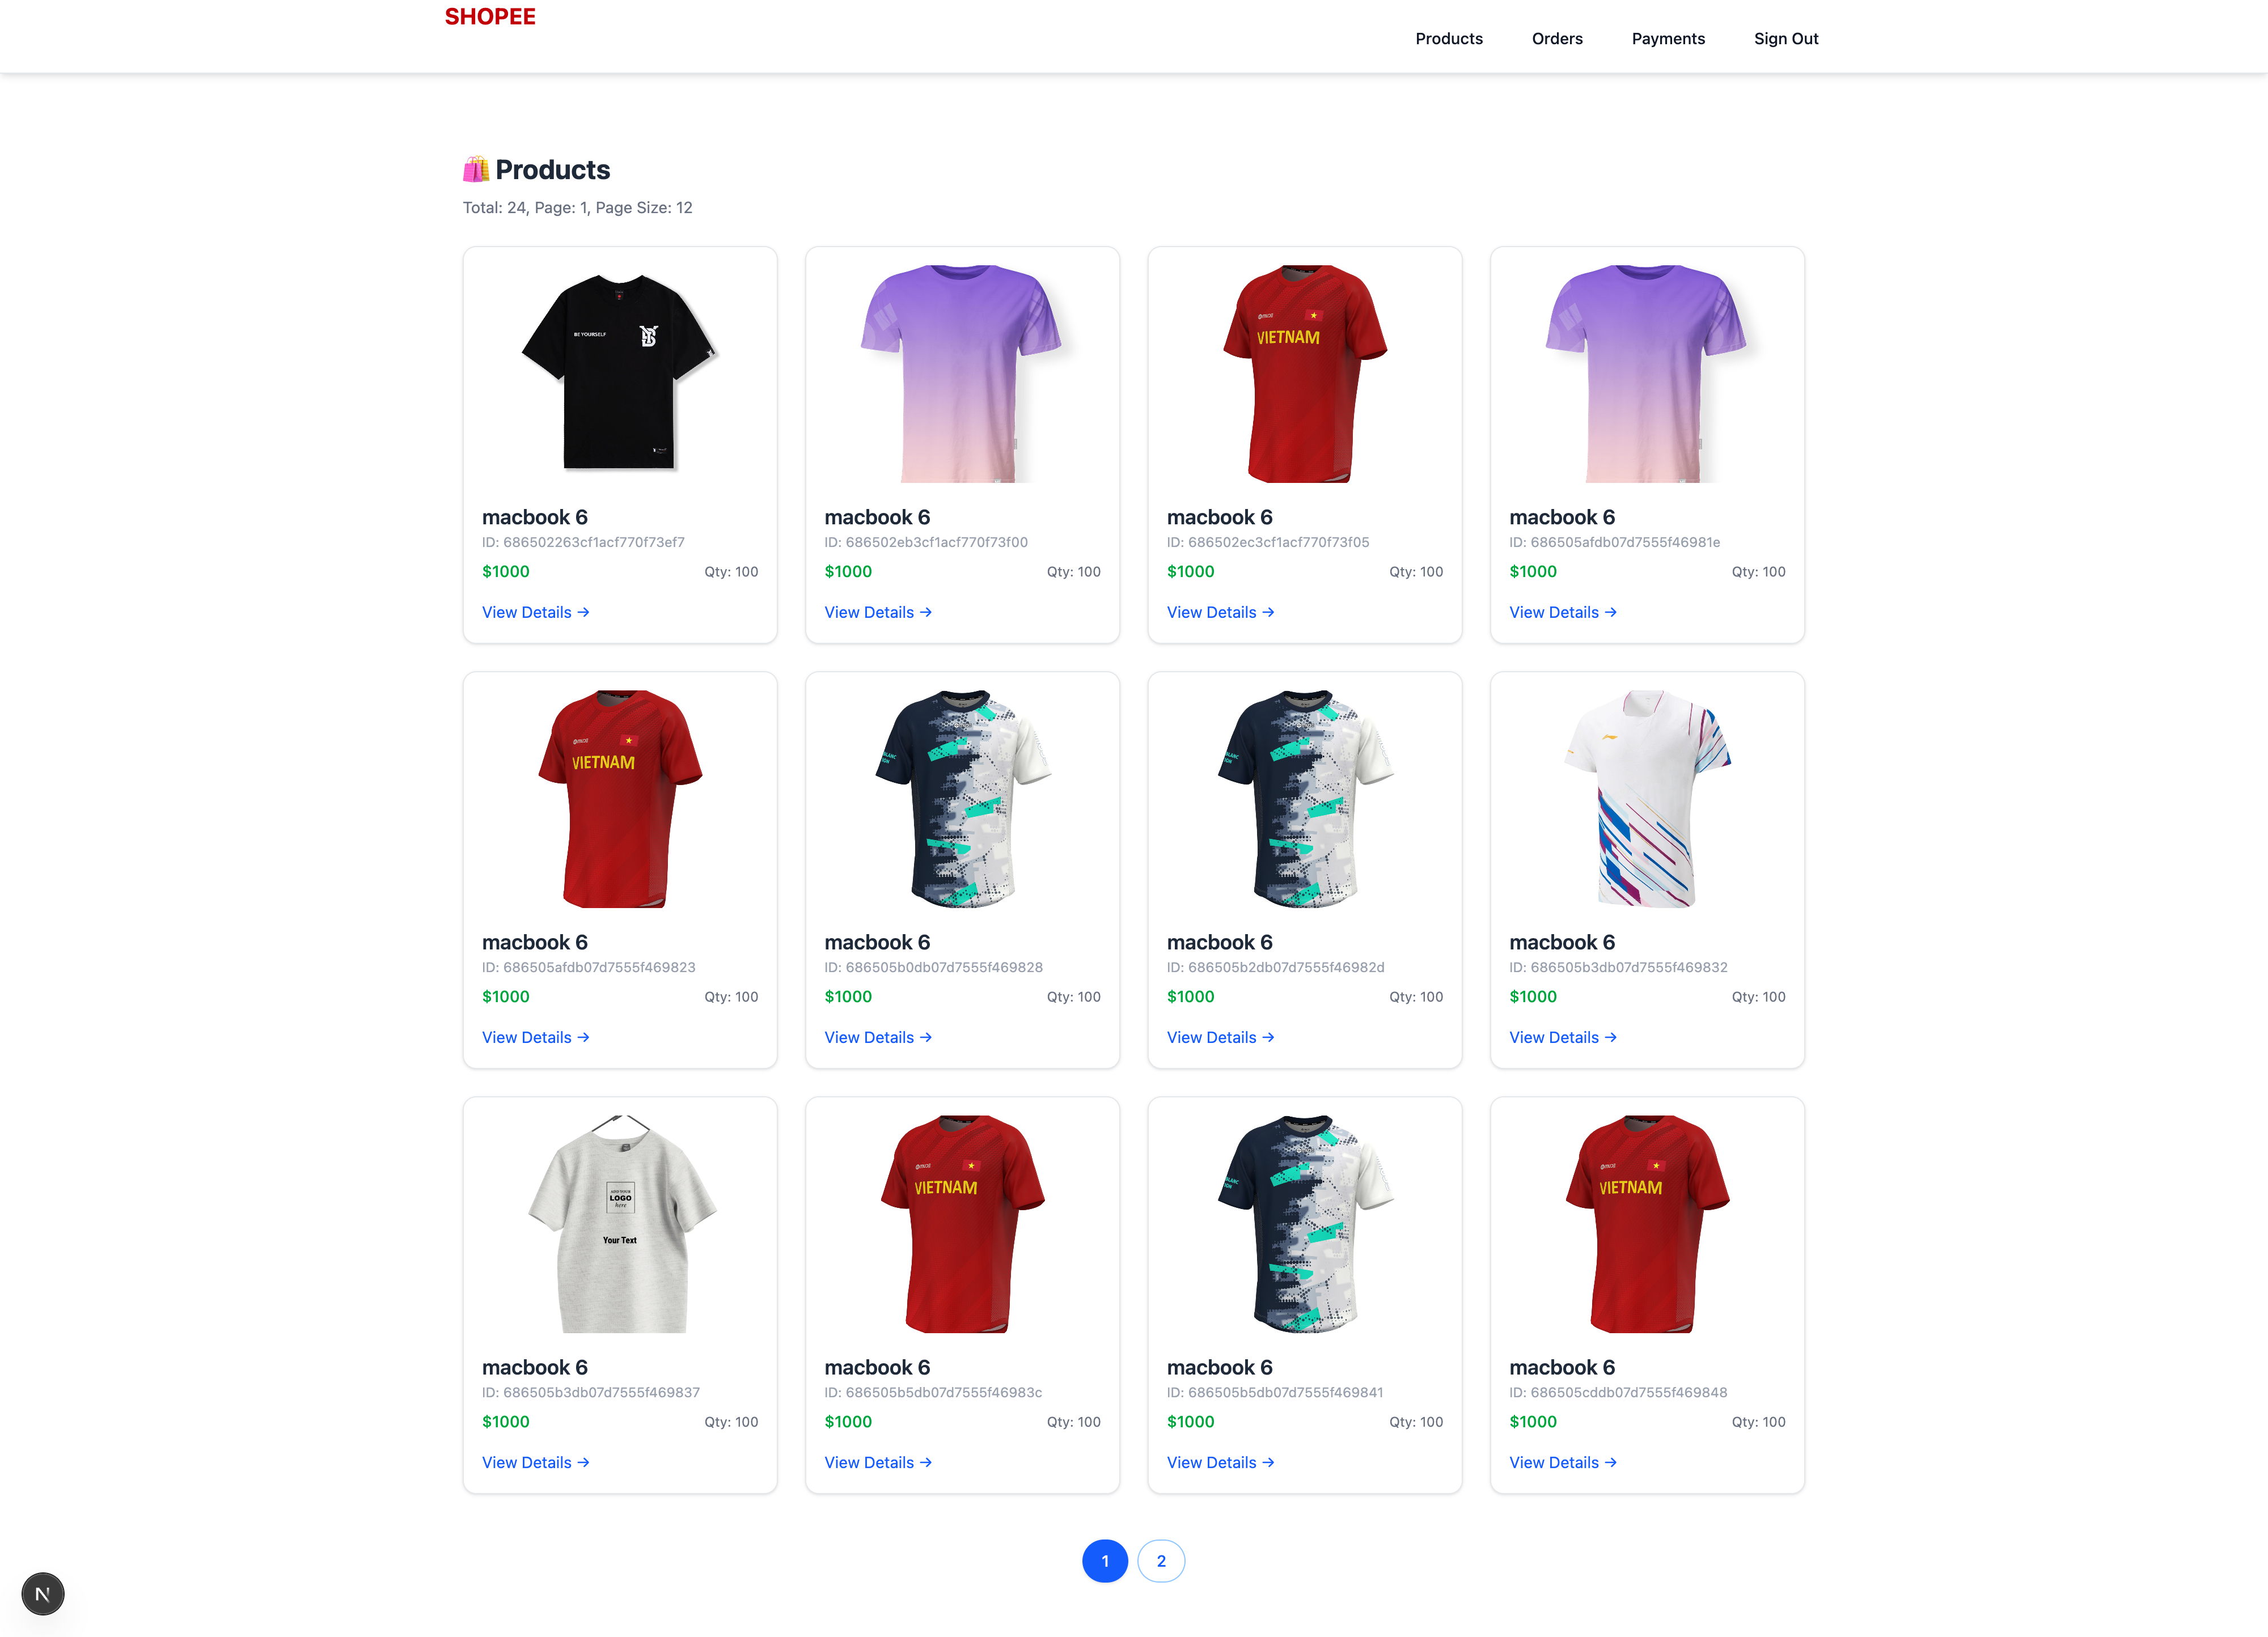 SHOPEE
Products Orders Payments Sign Out
🛍️ Products
Total: 24, Page: 1, Page Size: 12
BE YOURSELF
VIETNAM
macbook 6 macbook 6 macbook 6 macbook 6
ID: 686502263cf1acf770f73ef7 ID: 686502eb3cf1acf770f73f00 ID: 686502ec3cf1acf770f73f05 ID: 686505afdb07d7555f46981e
$1000 Qty: 100 $1000 Qty: 100 $1000 Qty: 100 $1000 Qty: 100
View Details → View Details → View Details → View Details →
VIETNAM
macbook 6 macbook 6 macbook 6 macbook 6
ID: 686505afdb07d7555f469823 ID: 686505b0db07d7555f469828 ID: 686505b2db07d7555f46982d ID: 686505b3db07d7555f469832
$1000 Qty: 100 $1000 Qty: 100 $1000 Qty: 100 $1000 Qty: 100
View Details → View Details → View Details → View Details →
LOGO
here
Your Text
VIETNAM VIETNAM
macbook 6 macbook 6 macbook 6 macbook 6
ID: 686505b3db07d7555f469837 ID: 686505b5db07d7555f46983c ID: 686505b5db07d7555f469841 ID: 686505cddb07d7555f469848
$1000 Qty: 100 $1000 Qty: 100 $1000 Qty: 100 $1000 Qty: 100
View Details → View Details → View Details → View Details →
1 2
N